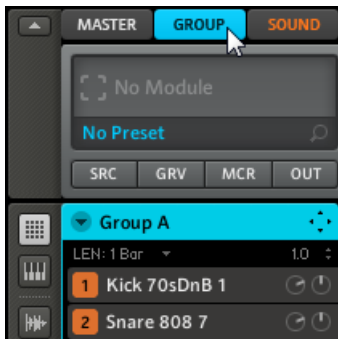 MASTER GROUP SOUND
No Module
No Preset
SRC GRV MCR OUT
Group A
LEN: 1 Bar 1.0
1 Kick 70sDnB 1
2 Snare 808 7